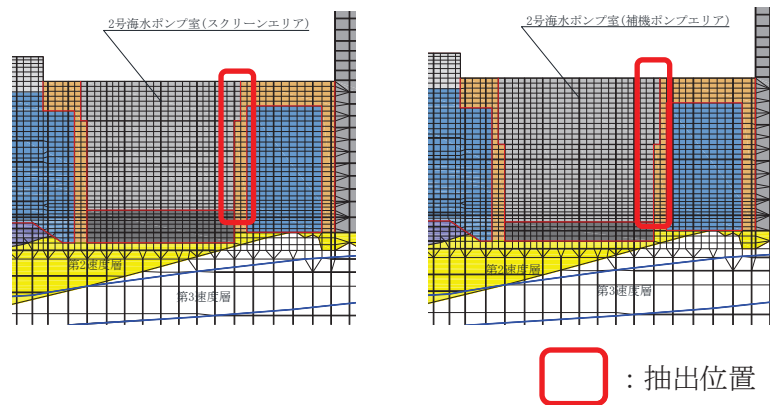 2号海水ポンプ室(スクリーンエリア)
第2速度層
第3速度層
2号海水ポンプ室(補機ポンプエリア)
第2速度層
第3速度層
：抽出位置